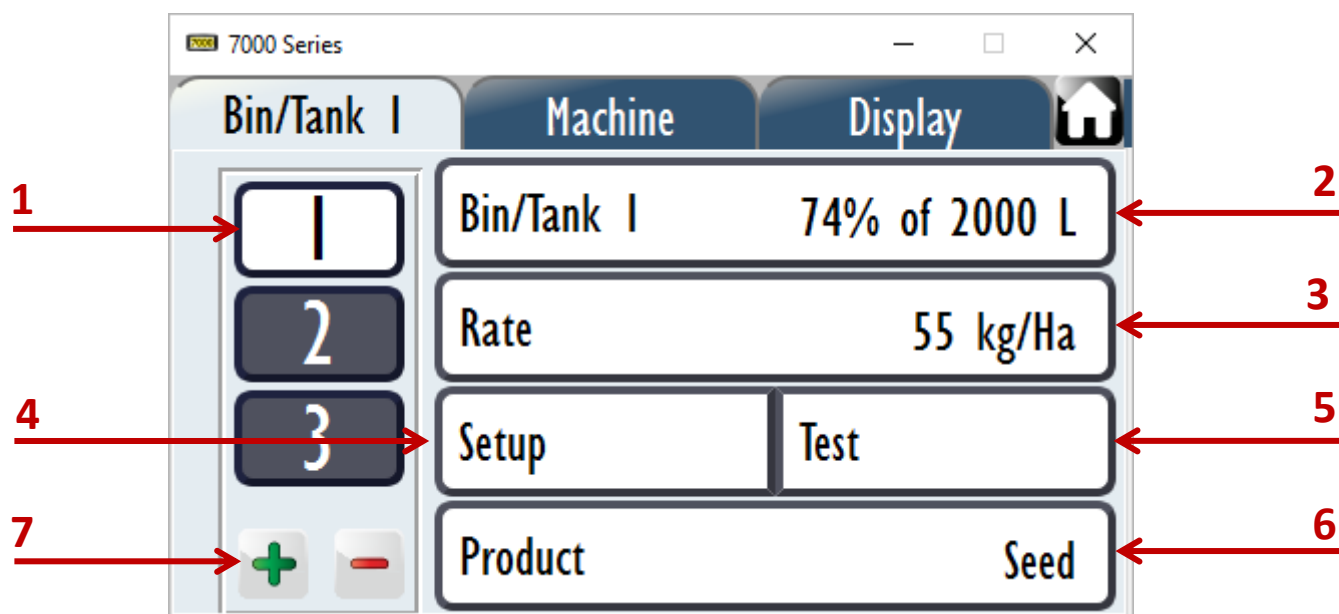 7000 Series
Bin/Tank 1 Machine Display
1 1 Bin/Tank 1 74% of 2000 L 2
2 Rate 55 kg/Ha 3
4 3 Setup Test 5
7 + - Product Seed 6